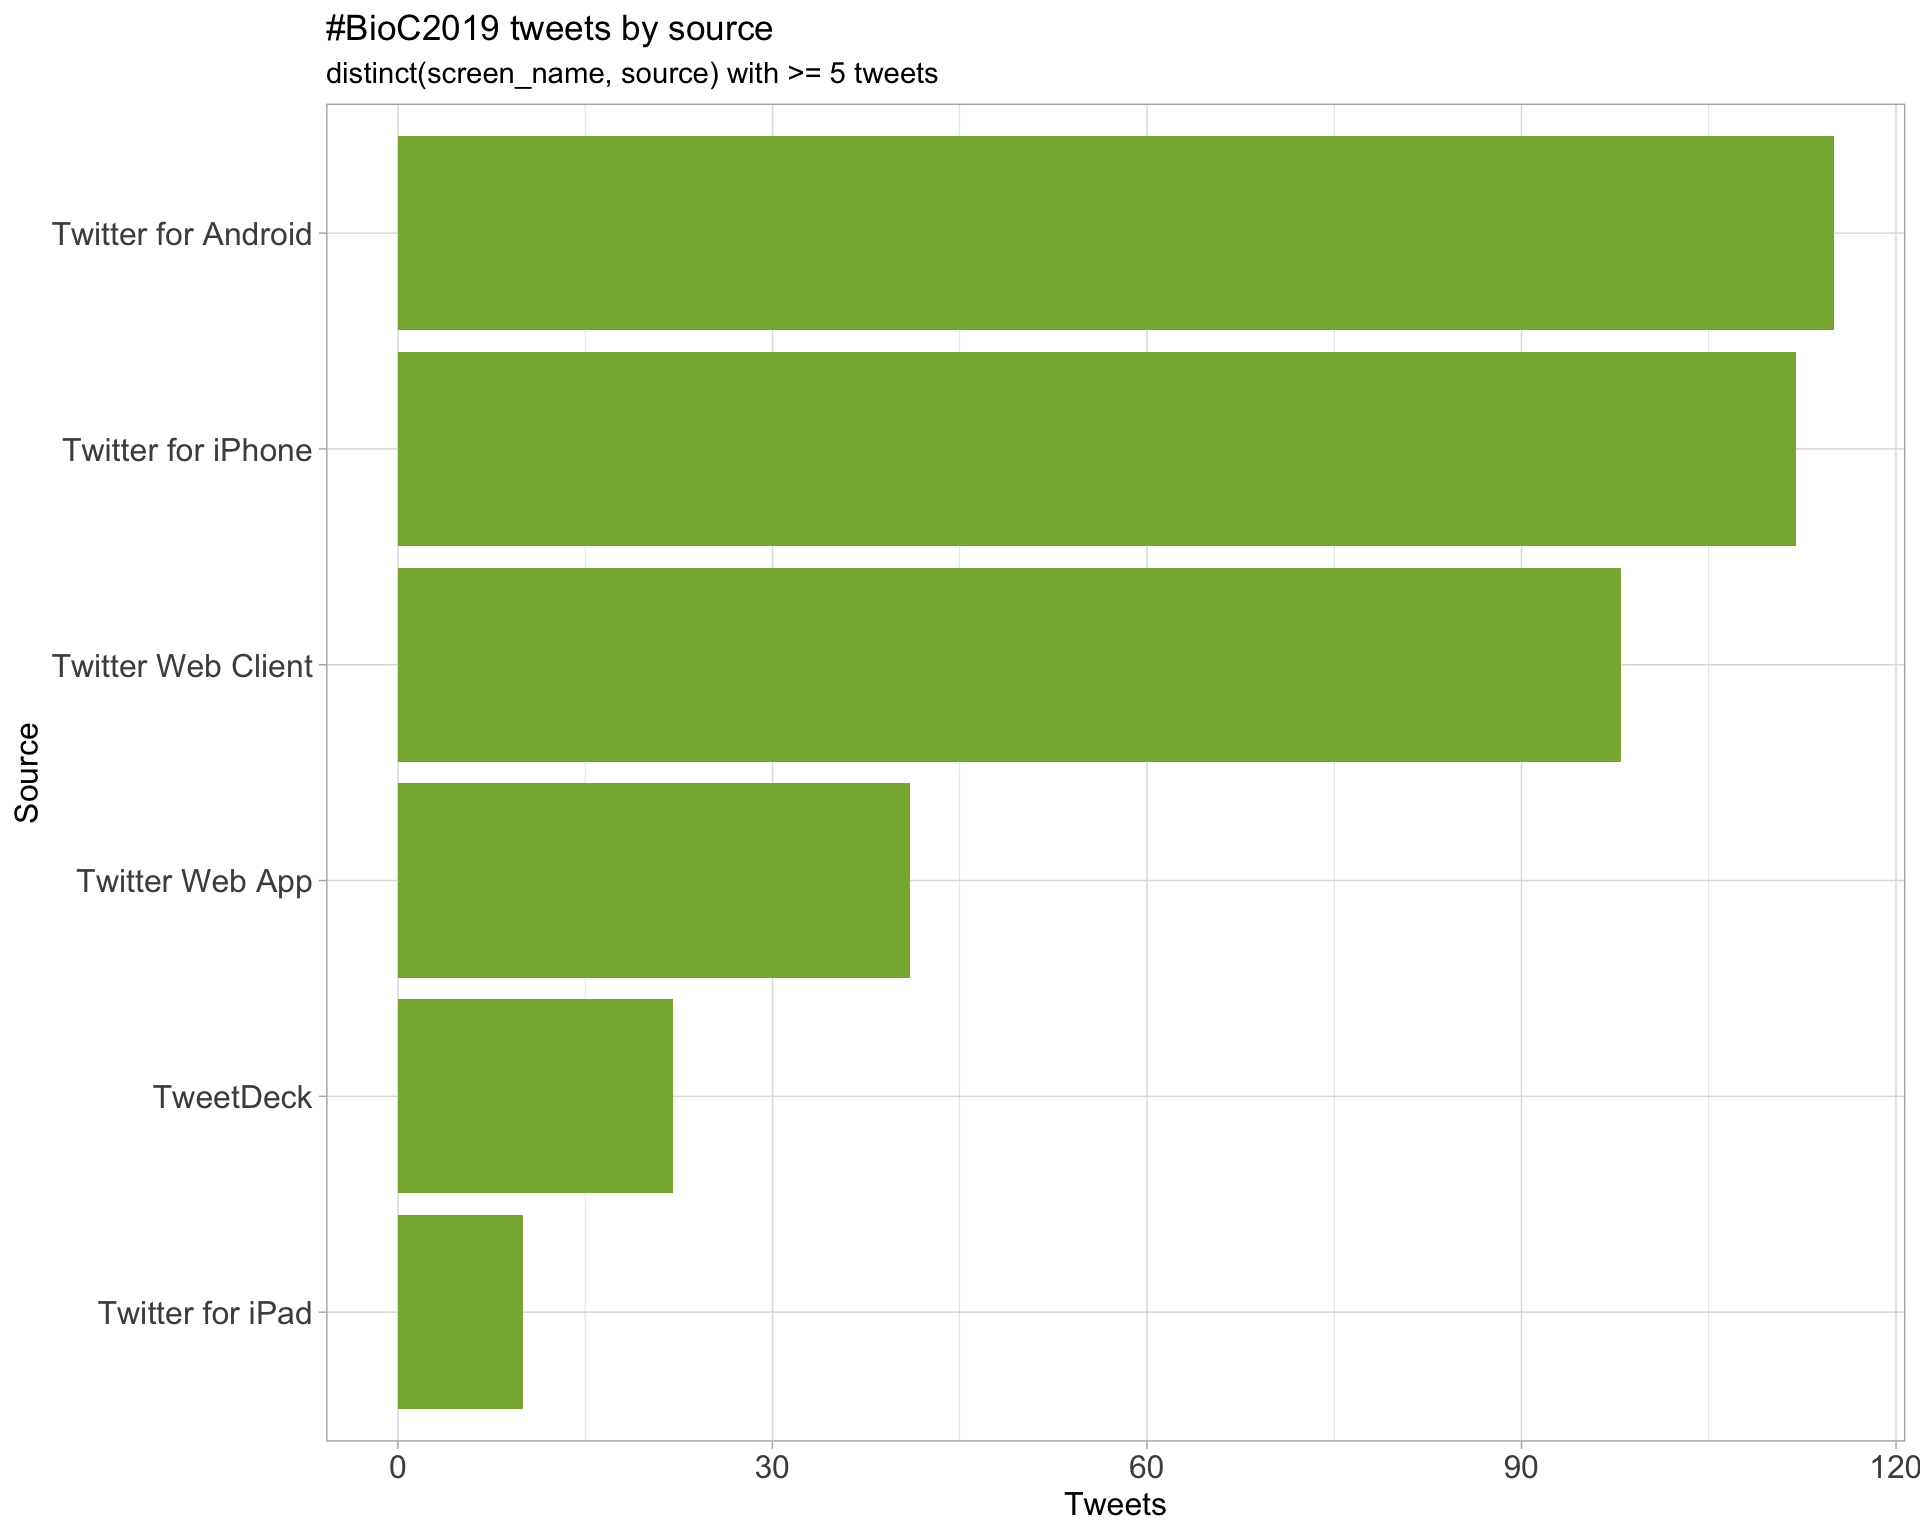 #BioC2019 tweets by source
distinct(screen_name, source) with >= 5 tweets
Source
Twitter for Android
Twitter for iPhone
Twitter Web Client
Twitter Web App
TweetDeck
Twitter for iPad
0 30 60 90 120
Tweets